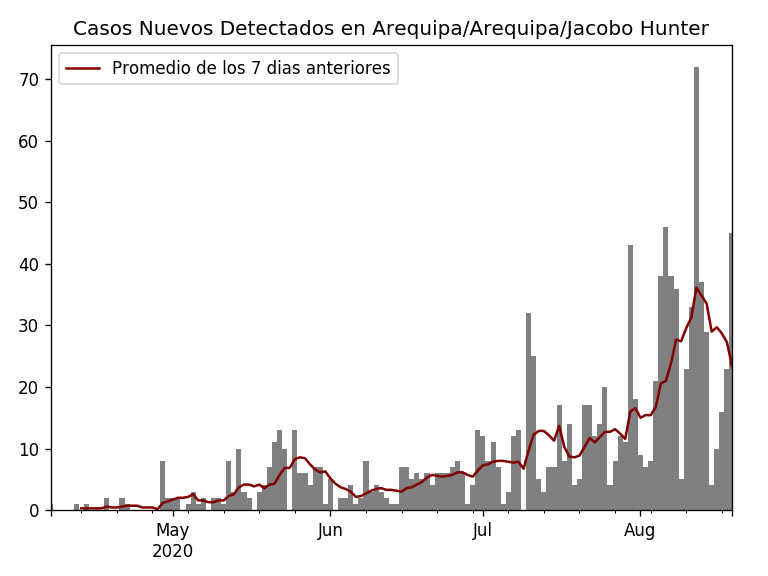 Casos Nuevos Detectados en Arequipa/Arequipa/Jacobo Hunter
Promedio de los 7 dias anteriores
70
60
50
40
30
20
10
0
May
2020
Jun
Jul
Aug